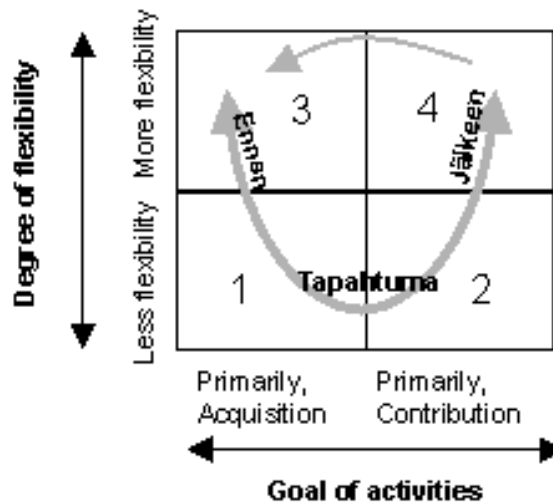 Degree of flexibility
More flexibility
Less flexibility
3
4
Ennen
Jälkeen
1
Tapahtuma
2
Primarily,
Acquisition
Primarily,
Contribution
Goal of activities